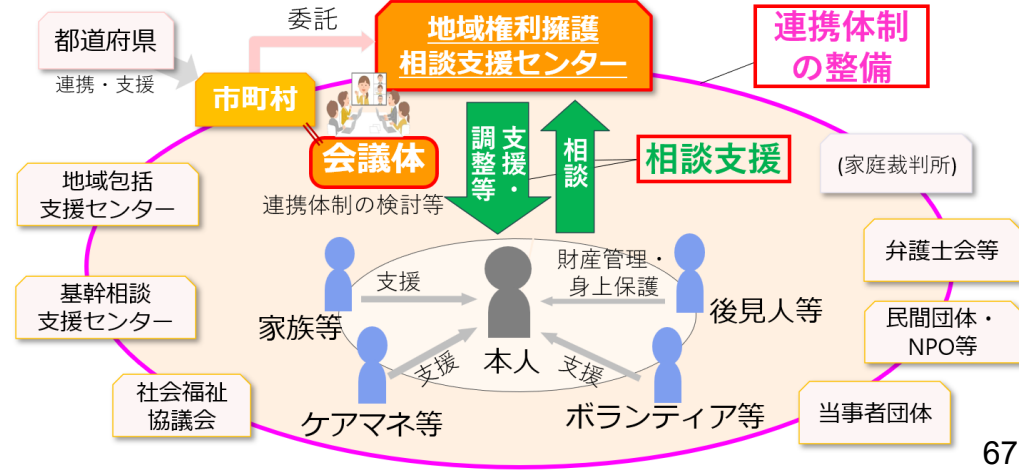 都道府県
連携・支援
委託
市町村
地域権利擁護
相談支援センター
連携体制
の整備
会議体
連携体制の検討等
支援・
調整等
相談
相談支援
(家庭裁判所)
地域包括
支援センター
弁護士会等
基幹相談
支援センター
民間団体・
NPO等
社会福祉
協議会
当事者団体
支援
家族等
財産管理・
身上保護
後見人等
本人
支援
ケアマネ等
支援
ボランティア等
67